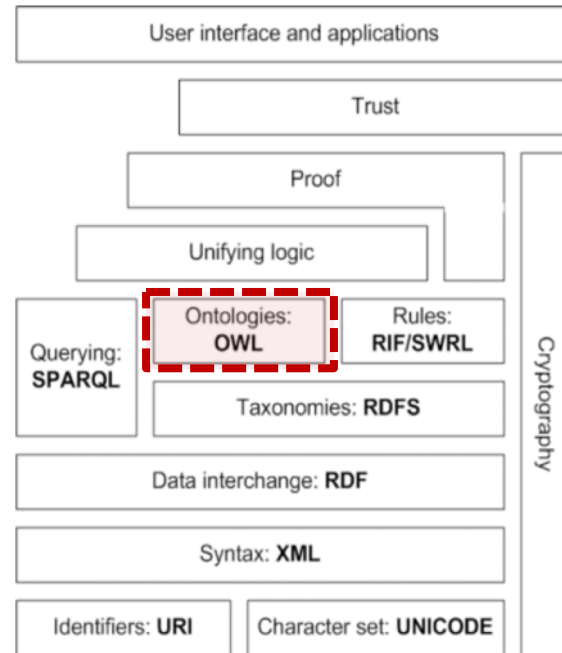 User interface and applications
Trust
Proof
Unifying logic
Ontologies:
OWL
Rules:
RIF/SWRL
Querying:
SPARQL
Taxonomies: RDFS
Cryptography
Data interchange: RDF
Syntax: XML
Identifiers: URI
Character set: UNICODE